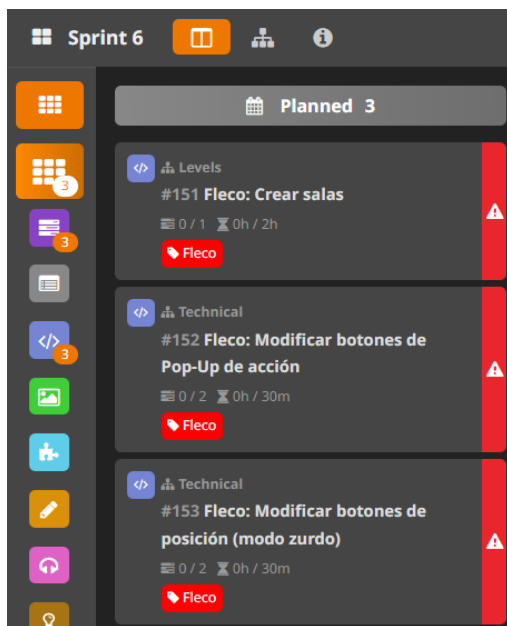 Sprint 6
Planned 3
3
3
3
Levels
#151 Fleco: Crear salas
0 / 1 0h / 2h
Fleco
Technical
#152 Fleco: Modificar botones de
Pop-Up de acción
0 / 2 0h / 30m
Fleco
Technical
#153 Fleco: Modificar botones de
posición (modo zurdo)
0 / 2 0h / 30m
Fleco